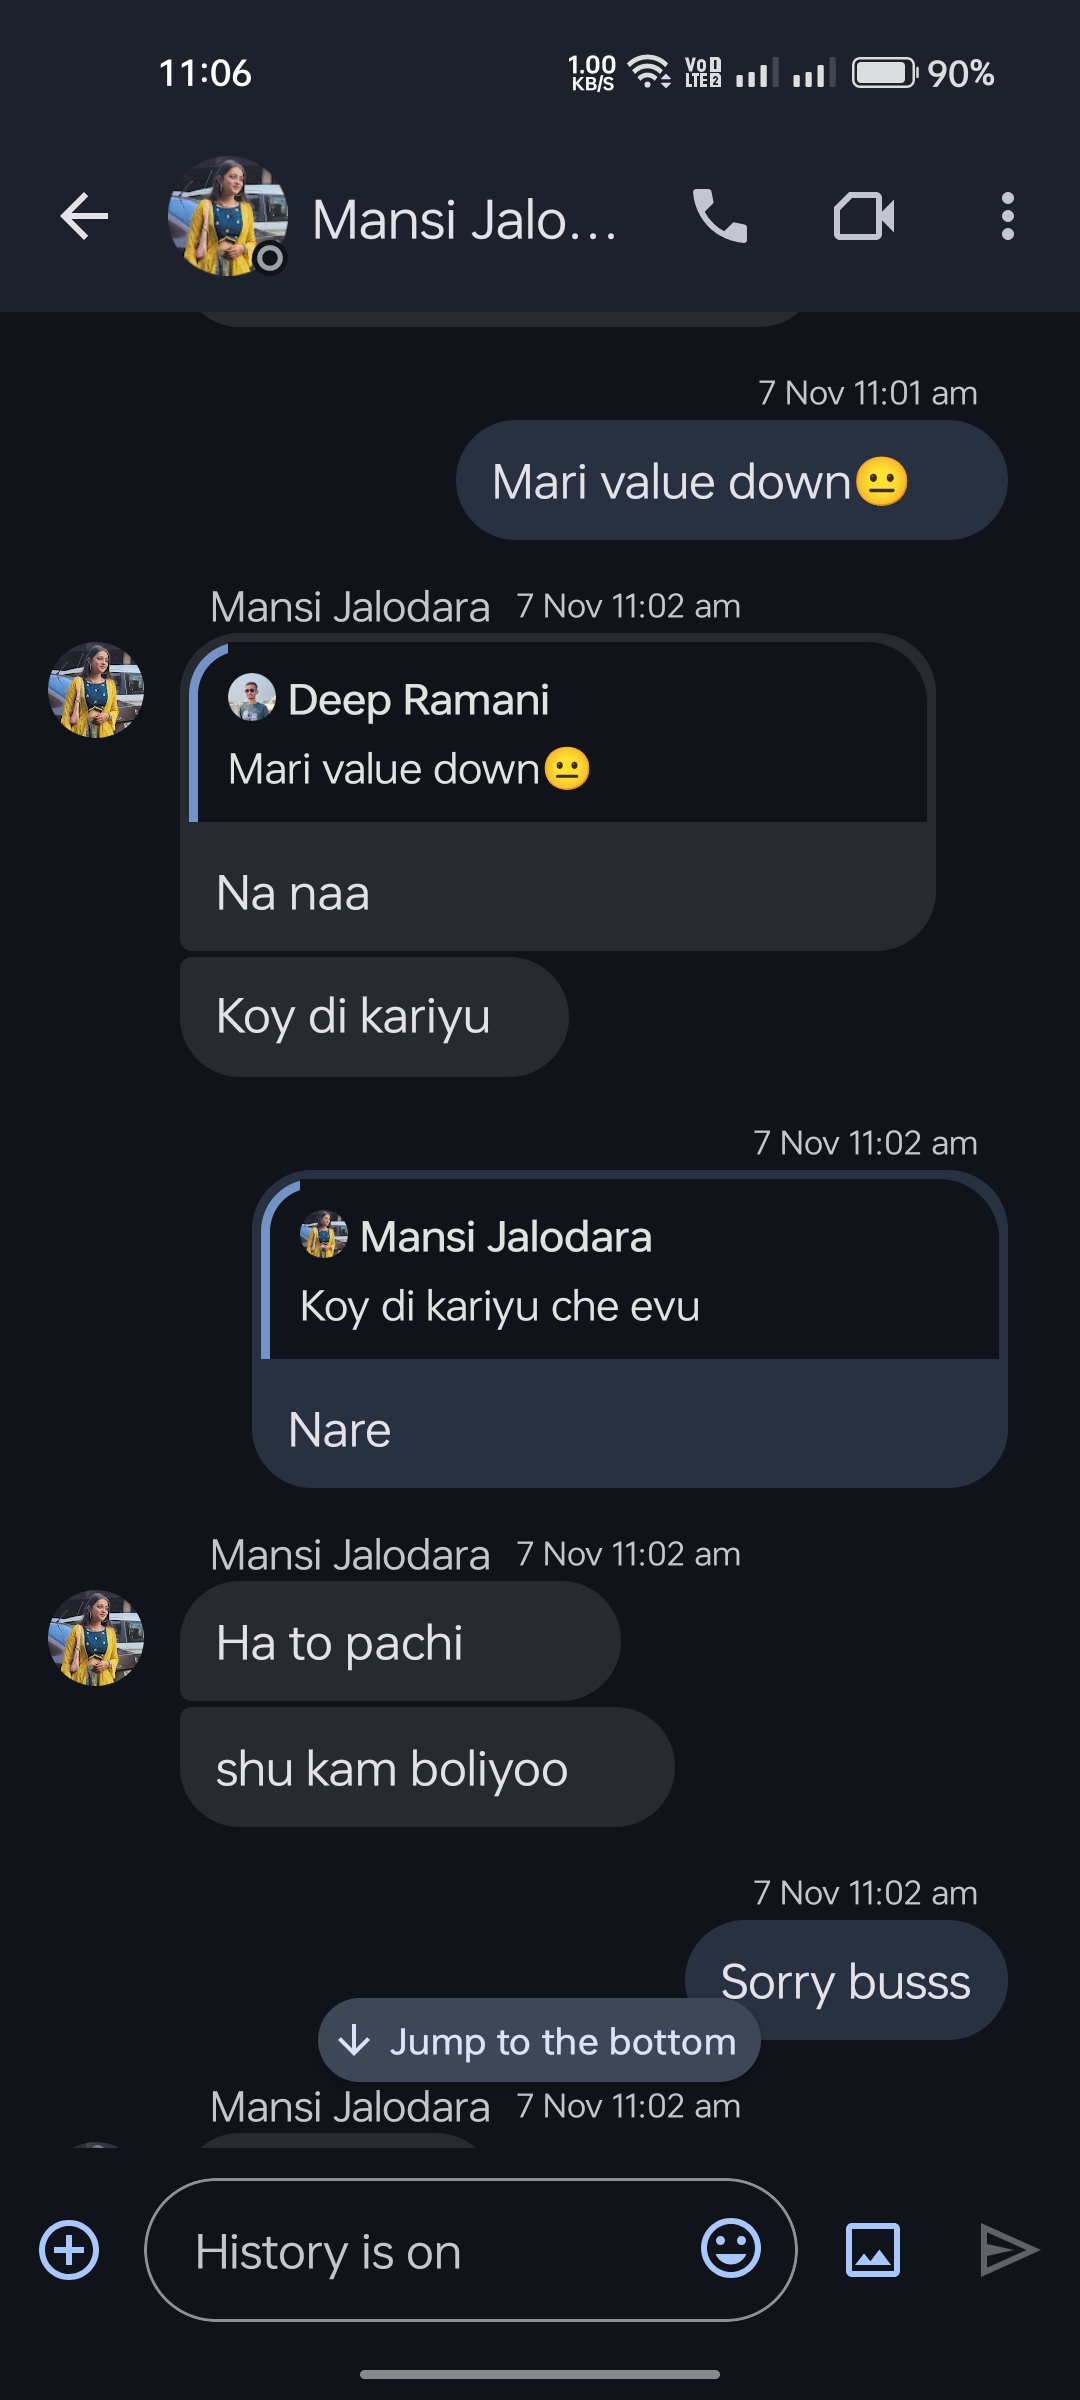 11:06
1.00
KB/S
VoD
LTE2
90%
Mansi Jalo...
7 Nov 11:01 am
Mari value down😐
Mansi Jalodara 7 Nov 11:02 am
Deep Ramani
Mari value down😐
Na naa
Koy di kariyu
7 Nov 11:02 am
Mansi Jalodara
Koy di kariyu che evu
Nare
Mansi Jalodara 7 Nov 11:02 am
Ha to pachi
shu kam boliyoo
7 Nov 11:02 am
Sorry busss
Jump to the bottom
Mansi Jalodara 7 Nov 11:02 am
History is on